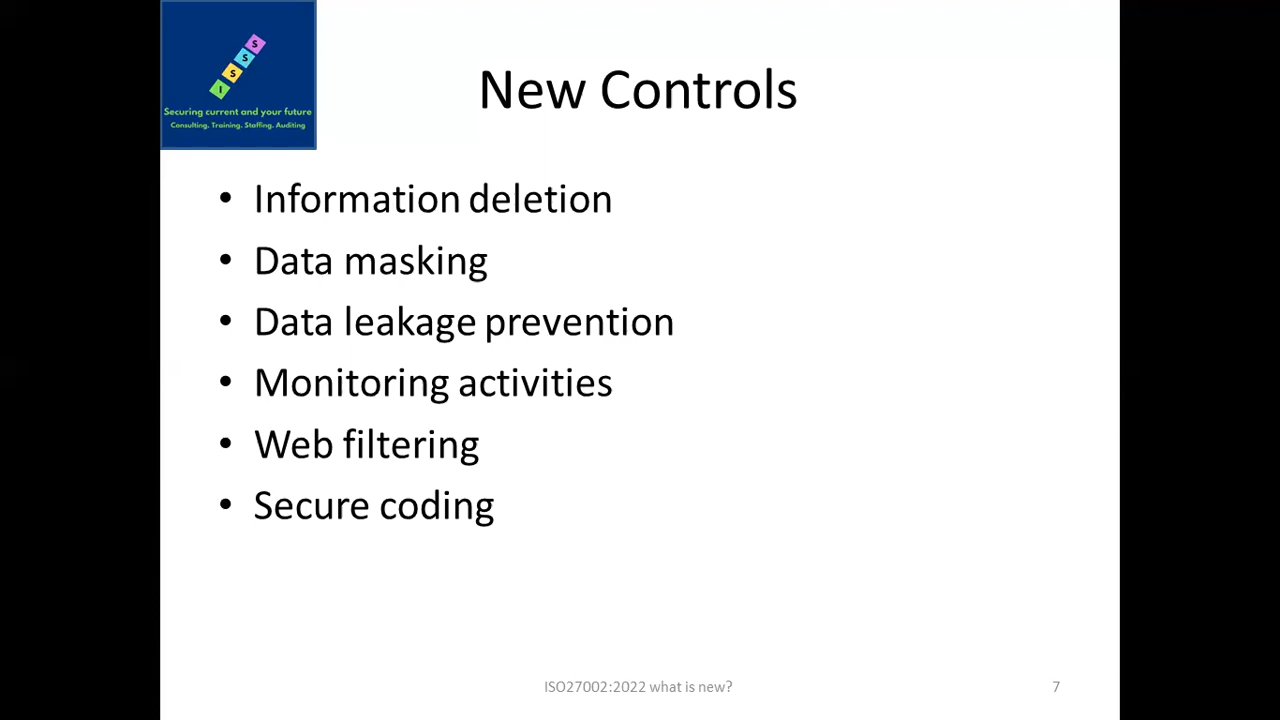 S
S
S
I
Securing current and your future
Consulting. Training. Staffing. Auditing
New Controls
• Information deletion
• Data masking
• Data leakage prevention
• Monitoring activities
• Web filtering
• Secure coding
ISO27002:2022 what is new?
7